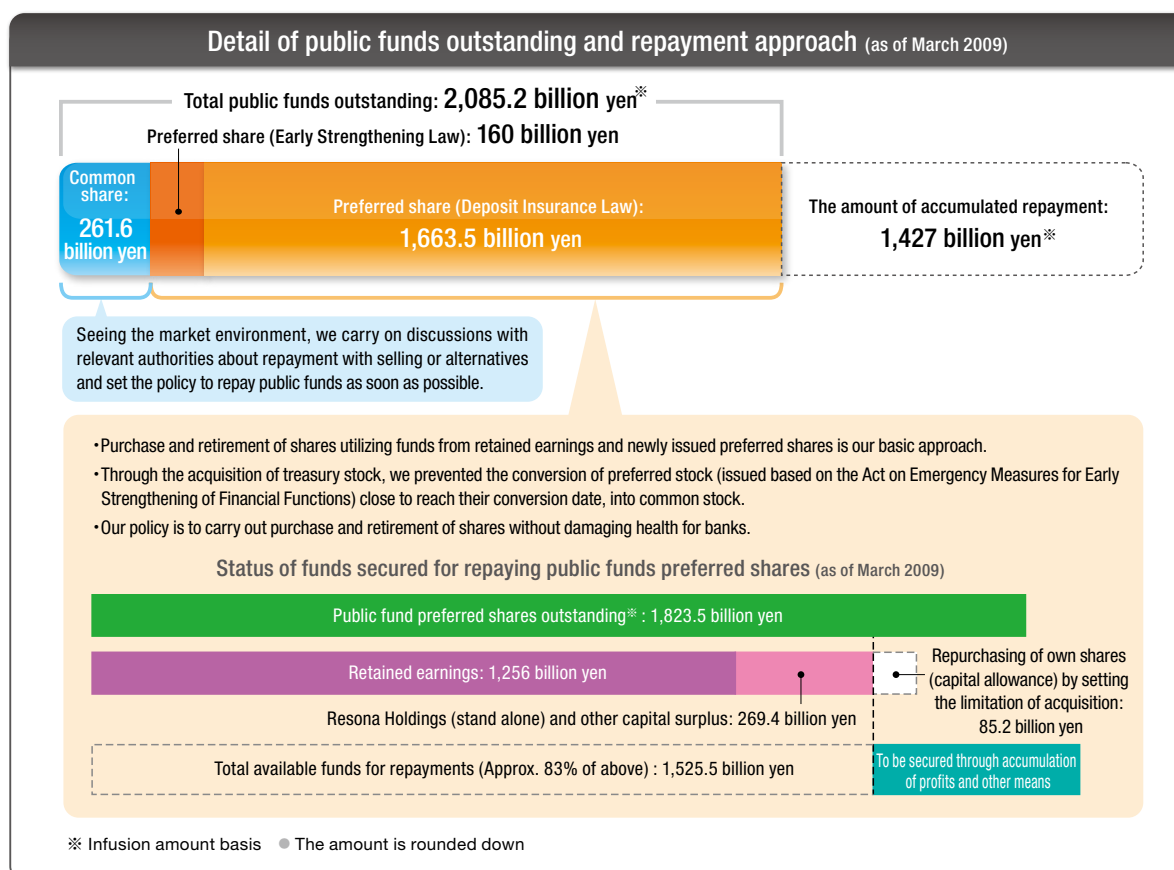 Detail of public funds outstanding and repayment approach (as of March 2009)
Total public funds outstanding: 2,085.2 billion yen※
Preferred share (Early Strengthening Law): 160 billion yen
Common
share:
261.6
billion yen
Preferred share (Deposit Insurance Law):
1,663.5 billion yen
The amount of accumulated repayment:
1,427 billion yen※
Seeing the market environment, we carry on discussions with
relevant authorities about repayment with selling or alternatives
and set the policy to repay public funds as soon as possible.
・Purchase and retirement of shares utilizing funds from retained earnings and newly issued preferred shares is our basic approach.
・Through the acquisition of treasury stock, we prevented the conversion of preferred stock (issued based on the Act on Emergency Measures for Early
Strengthening of Financial Functions) close to reach their conversion date, into common stock.
・Our policy is to carry out purchase and retirement of shares without damaging health for banks.
Status of funds secured for repaying public funds preferred shares (as of March 2009)
Public fund preferred shares outstanding※ : 1,823.5 billion yen
Retained earnings: 1,256 billion yen
Resona Holdings (stand alone) and other capital surplus: 269.4 billion yen
Repurchasing of own shares
(capital allowance) by setting
the limitation of acquisition:
85.2 billion yen
Total available funds for repayments (Approx. 83% of above) : 1,525.5 billion yen
To be secured through accumulation
of profits and other means
※ Infusion amount basis ● The amount is rounded down